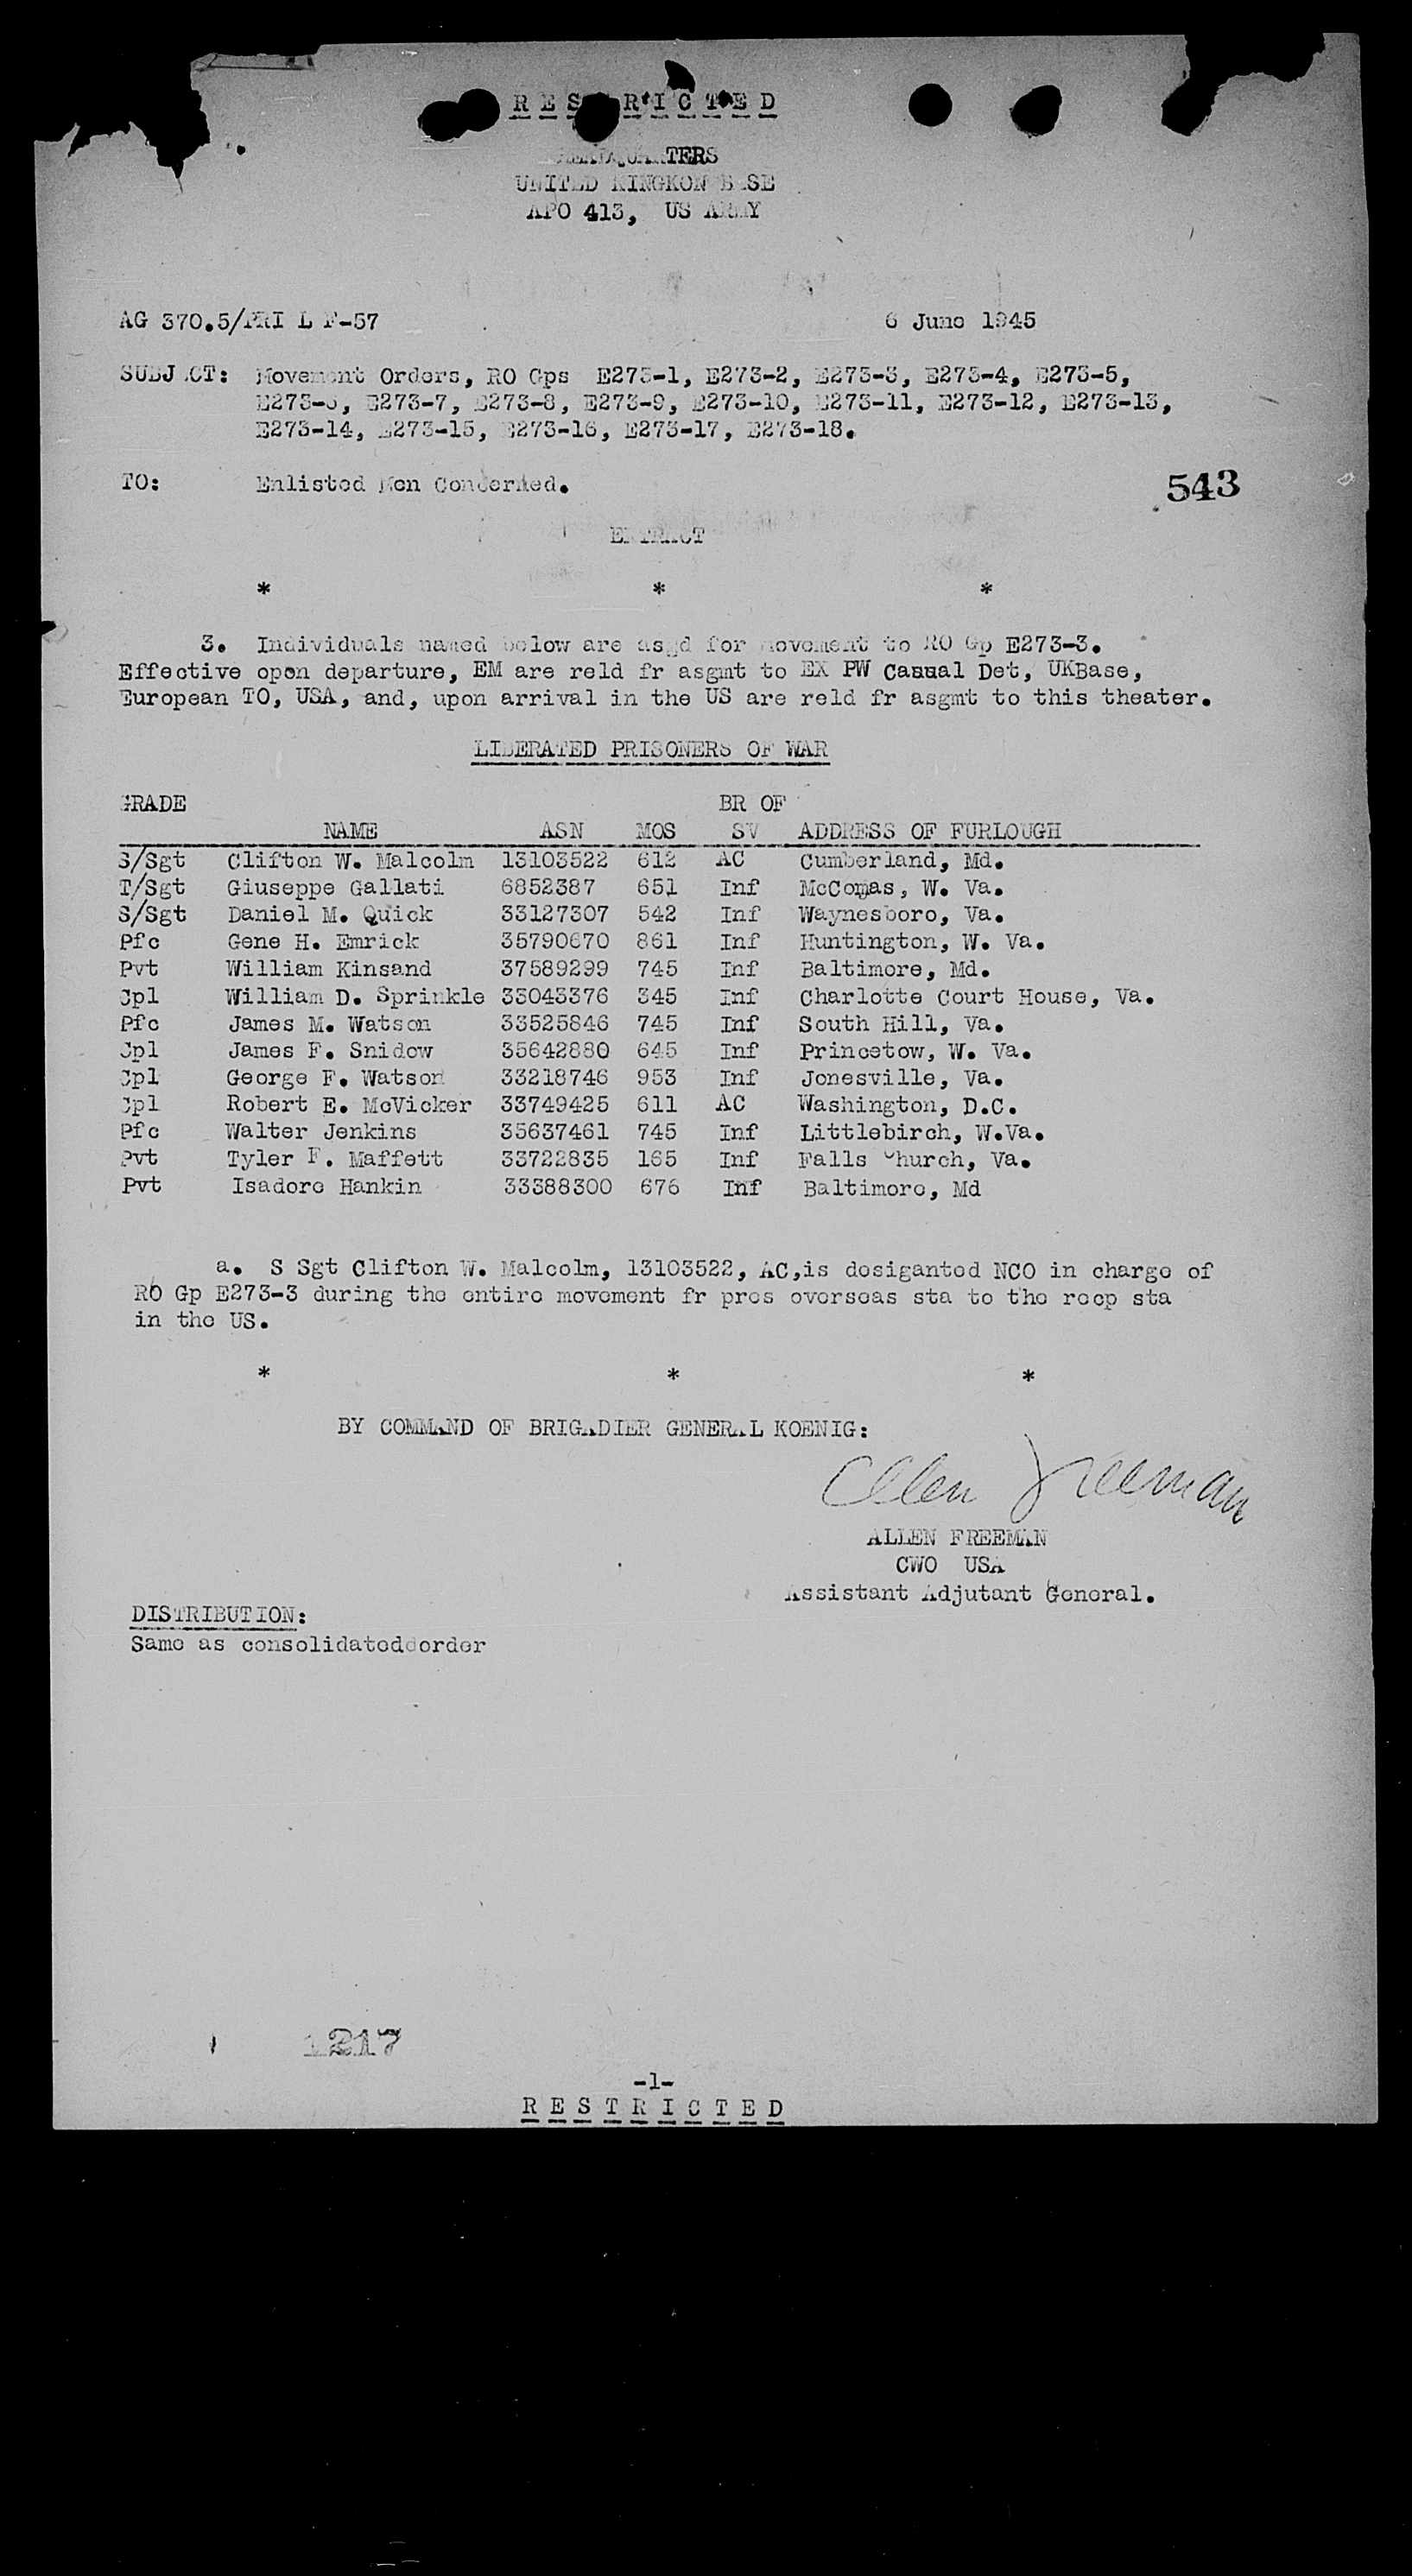 R E S T R I C T E D
HEADQUARTERS
UNITED KINGKON BASE
APO 413, US ARMY
AG 370.5/PRI L F-57 6 June 1945
SUBJECT: Movement Orders, RO Gps E273-1, E273-2, E273-3, E273-4, E273-5,
E273-6, E273-7, E273-8, E273-9, E273-10, E273-11, E273-12, E273-13,
E273-14, E273-15, E273-16, E273-17, E273-18.
TO: Enlisted Men Concerned.
543
EXTRACT
* * *
3. Individuals named below are asgd for movement to RO Gp E273-3.
Effective opon departure, EM are reld fr asgmt to EX PW Casual Det, UKBase,
European TO, USA, and, upon arrival in the US are reld fr asgmt to this theater.
LIBERATED PRISONERS OF WAR
GRADE BR OF
NAME ASN MOS SV ADDRESS OF FURLOUGH
S/Sgt Clifton W. Malcolm 13103522 612 AC Cumberland, Md.
T/Sgt Giuseppe Gallati 6852387 651 Inf McComas, W. Va.
S/Sgt Daniel M. Quick 33127307 542 Inf Waynesboro, Va.
Pfc Gene H. Emrick 35790670 861 Inf Huntington, W. Va.
Pvt William Kinsand 37589299 745 Inf Baltimore, Md.
Cpl William D. Sprinkle 33043376 345 Inf Charlotte Court House, Va.
Pfc James M. Watson 33525846 745 Inf South Hill, Va.
Cpl James F. Snidow 35642880 645 Inf Princetow, W. Va.
Cpl George F. Watson 33218746 953 Inf Jonesville, Va.
Cpl Robert E. McVicker 33749425 611 AC Washington, D.C.
Pfc Walter Jenkins 35637461 745 Inf Littlebirch, W.Va.
Pvt Tyler F. Maffett 33722835 165 Inf Falls Church, Va.
Pvt Isadore Hankin 33388300 676 Inf Baltimore, Md
a. S Sgt Clifton W. Malcolm, 13103522, AC,is desiganted NCO in charge of
RO Gp E273-3 during the entire movement fr pres overseas sta to the recp sta
in the US.
* * *
BY COMMAND OF BRIGADIER GENERAL KOENIG:
Allen Freeman
ALLEN FREEMAN
CWO USA
Assistant Adjutant General.
DISTRIBUTION:
Same as consolidated order
1217
-1-
R E S T R I C T E D